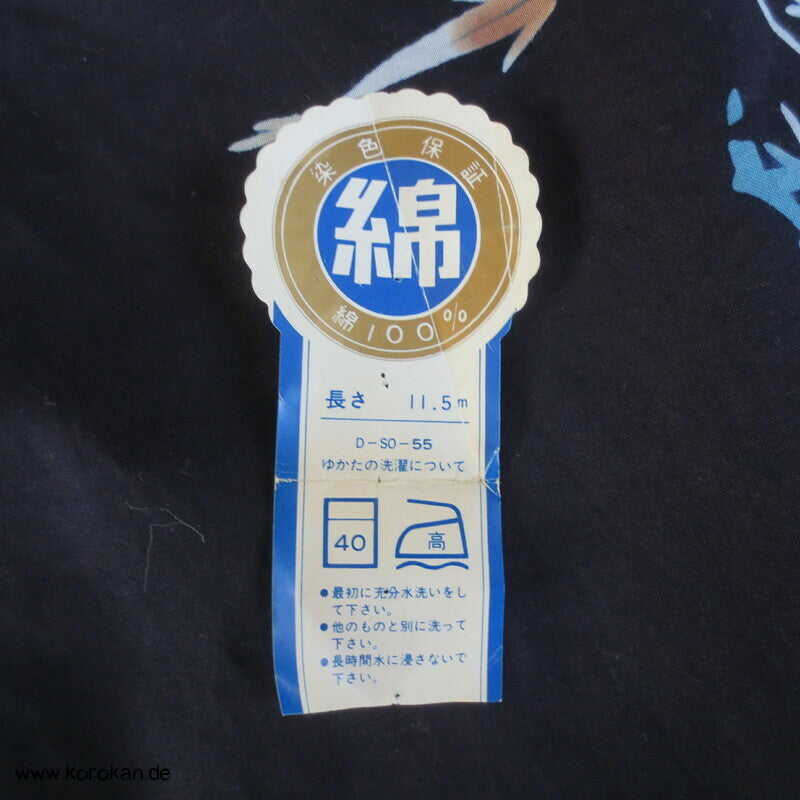 染色保証
綿
綿100%
長さ 11.5m
D-SO-55
ゆかたの洗濯について
40
高
●最初に充分水洗いをし
て下さい。
●他のものと別に洗って
下さい。
●長時間水に浸さないで
下さい。
www.korokan.de